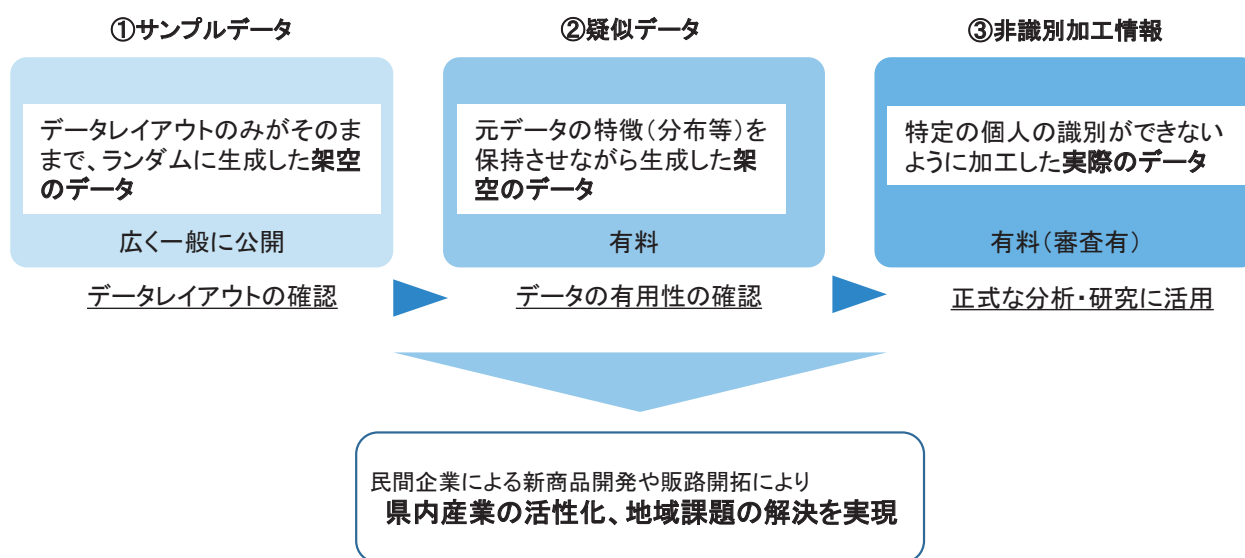 ①サンプルデータ
データレイアウトのみがそのま
まで、ランダムに生成した架空
のデータ
広く一般に公開
データレイアウトの確認
②疑似データ
元データの特徴（分布等）を
保持させながら生成した架
空のデータ
有料
データの有用性の確認
③非識別加工情報
特定の個人の識別ができない
ように加工した実際のデータ
有料（審査有）
正式な分析・研究に活用
民間企業による新商品開発や販路開拓により
県内産業の活性化、地域課題の解決を実現